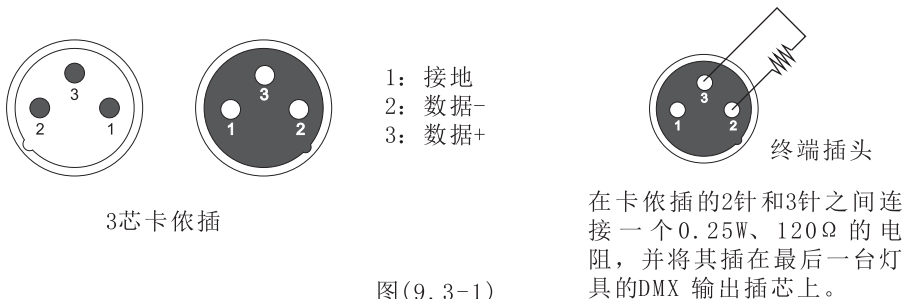 3
2
1
3
1
2
1: 接地
2: 数据-
3: 数据+
3芯卡侬插
3
1
2
终端插头
在卡侬插的2针和3针之间连
接一个0.25W、120Ω的电
阻，并将其插在最后一台灯
具的DMX 输出插芯上。
图(9.3-1)